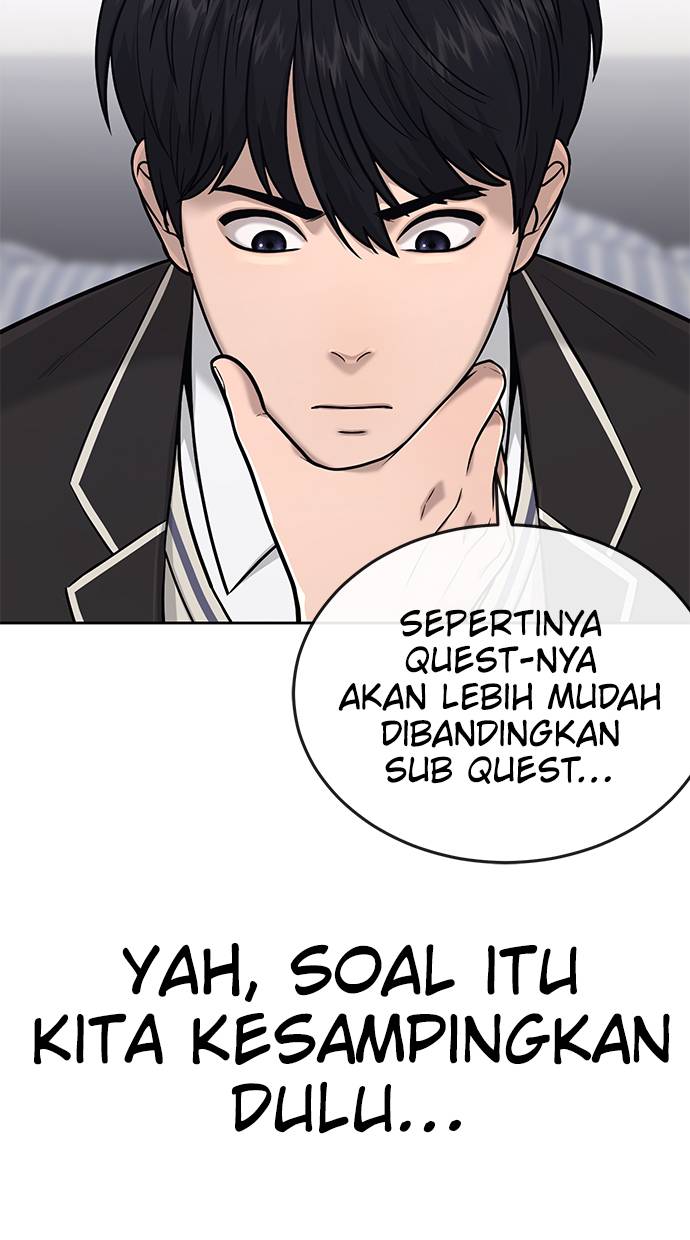 SEPERTINYA
QUEST-NYA
AKAN LEBIH MUDAH
DIBANDINGKAN
SUB QUEST...
YAH, SOAL ITU
KITA KESAMPINGKAN
DULU...